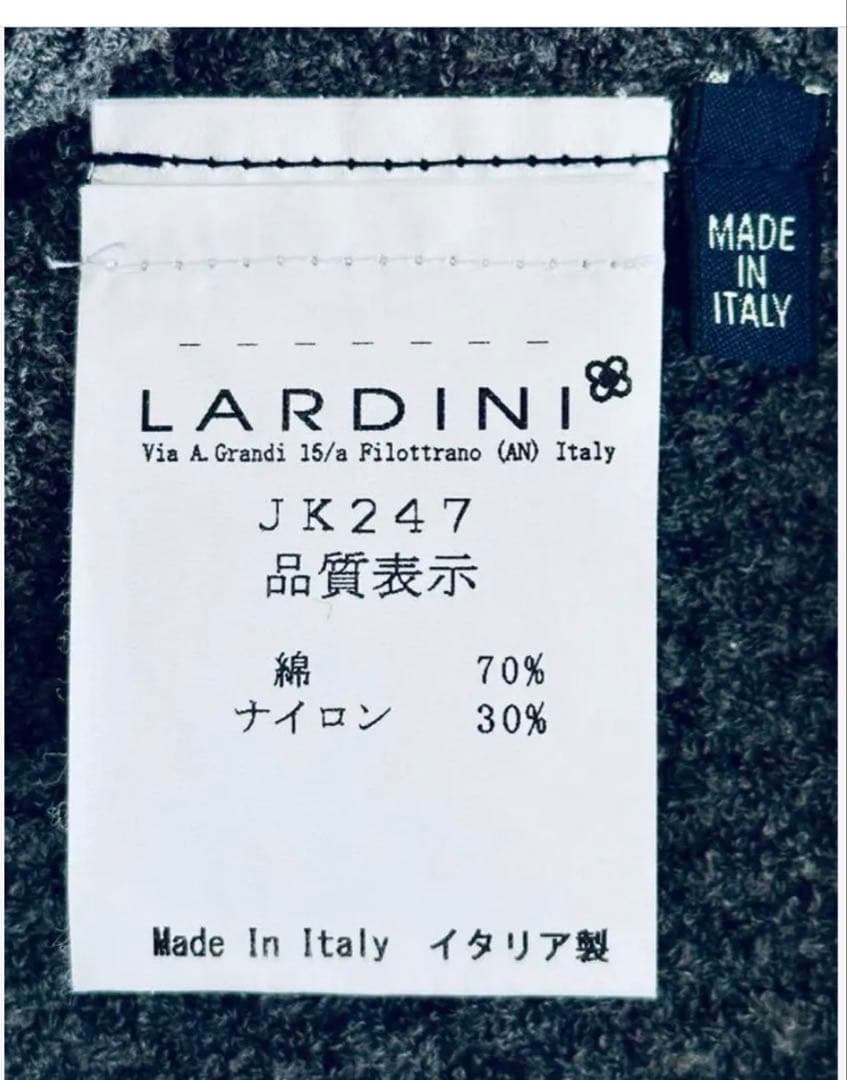 MADE
IN
ITALY
LARDINI
Via A. Grandi 15/a Filottrano (AN) Italy
JK247
品質表示
綿 70%
ナイロン 30%
Made In Italy イタリア製